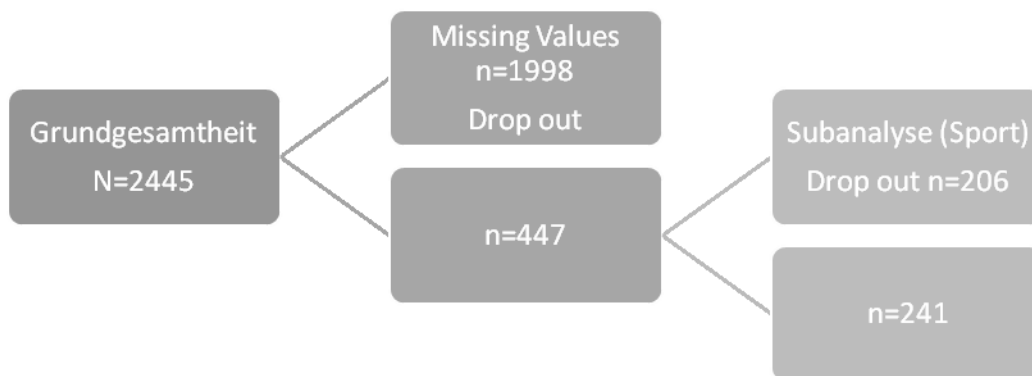 Grundgesamtheit
N=2445
Missing Values
n=1998
Drop out
n=447
Subanalyse (Sport)
Drop out n=206
n=241